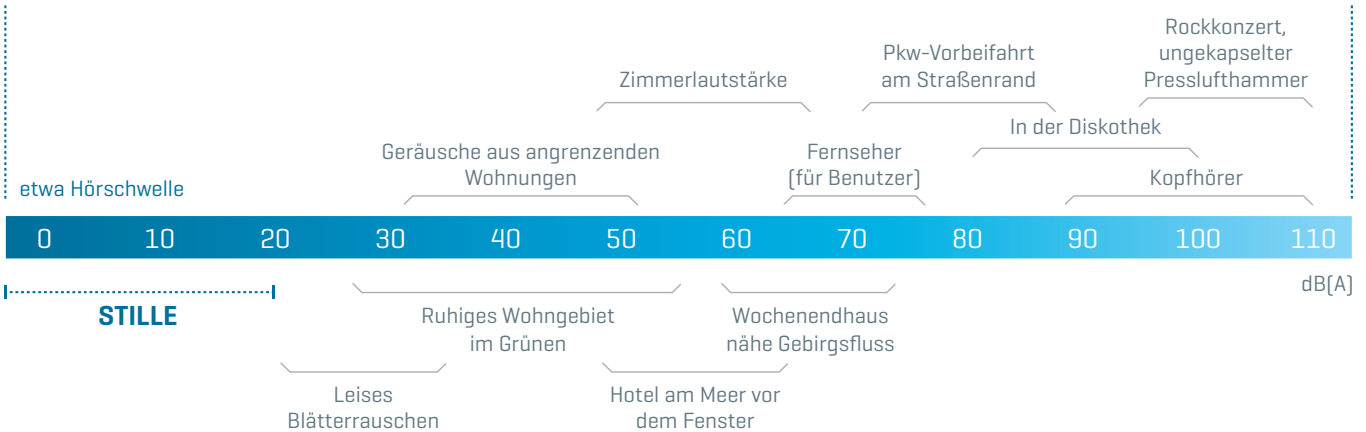 Rockkonzert,
ungekapselter
Presslufthammer
Pkw-Vorbeifahrt
am Straßenrand
Zimmerlautstärke
In der Diskothek
Geräusche aus angrenzenden
Wohnungen
Fernseher
(für Benutzer)
Kopfhörer
etwa Hörschwelle
0 10 20 30 40 50 60 70 80 90 100 110
dB(A)
STILLE
Ruhiges Wohngebiet
im Grünen
Wochenendhaus
nähe Gebirgsfluss
Leises
Blätterrauschen
Hotel am Meer vor
dem Fenster